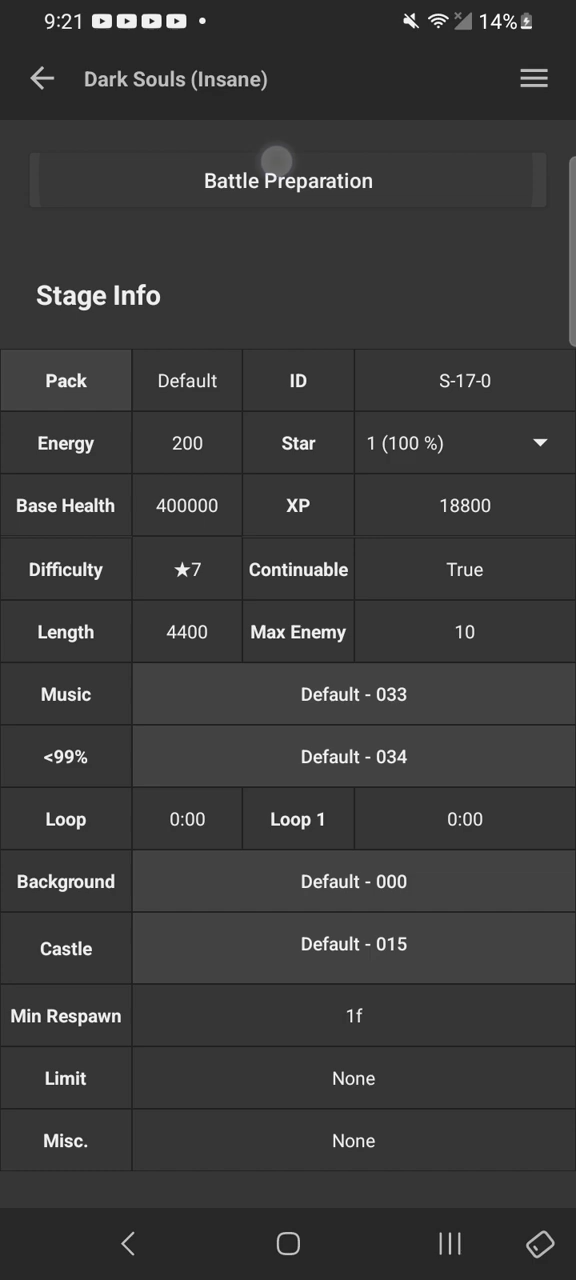 9:21
14%
Dark Souls (Insane)
Battle Preparation
Stage Info
Pack Default ID S-17-0
Energy 200 Star 1 (100 %)
Base Health 400000 XP 18800
Difficulty ★7 Continuable True
Length 4400 Max Enemy 10
Music Default - 033
<99% Default - 034
Loop 0:00 Loop 1 0:00
Background Default - 000
Castle Default - 015
Min Respawn 1f
Limit None
Misc. None